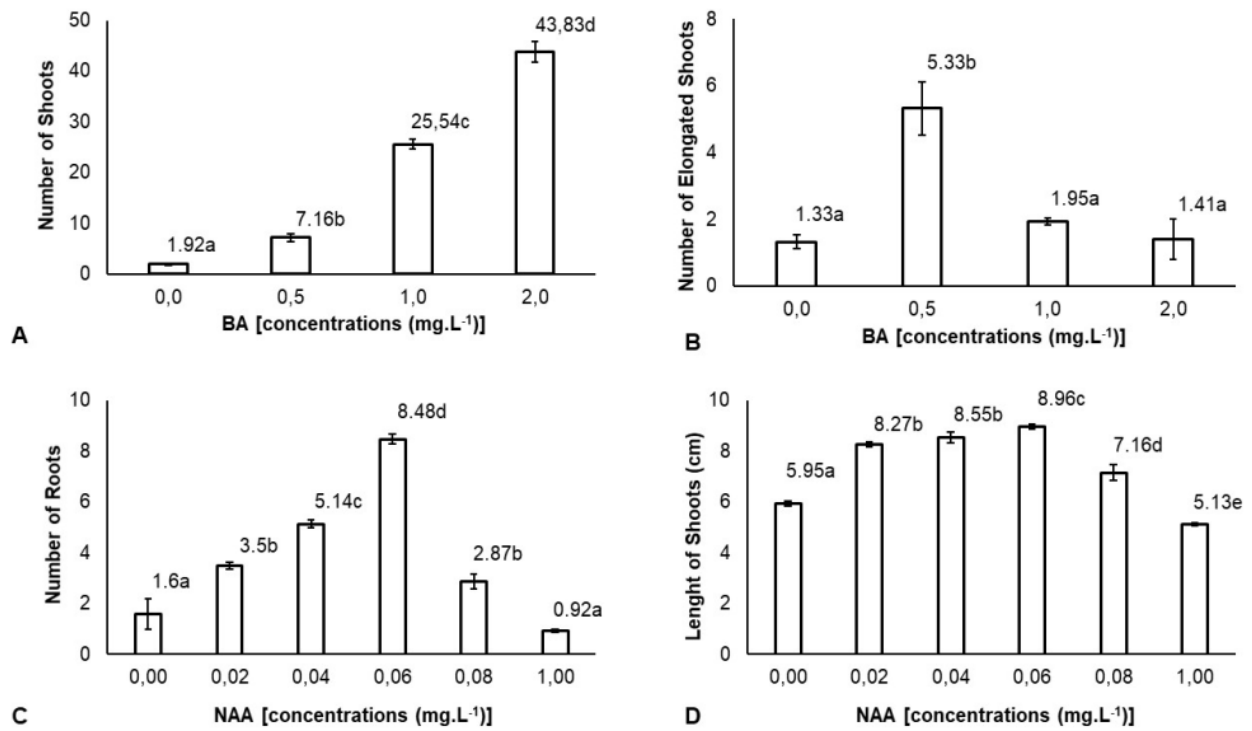 50
40
30
20
10
0
Number of Shoots
1.92a
7.16b
25,54c
43,83d
0,0
0,5
1,0
2,0
BA [concentrations (mg.L-1)]
A
8
6
4
2
0
Number of Elongated Shoots
1.33a
5.33b
1.95a
1.41a
0,0
0,5
1,0
2,0
BA [concentrations (mg.L-1)]
B
10
8
6
4
2
0
Number of Roots
1.6a
3.5b
5.14c
8.48d
2.87b
0.92a
0,00
0,02
0,04
0,06
0,08
1,00
NAA [concentrations (mg.L-1)]
C
10
8
6
4
2
0
Lenght of Shoots (cm)
5.95a
8.27b
8.55b
8.96c
7.16d
5.13e
0,00
0,02
0,04
0,06
0,08
1,00
NAA [concentrations (mg.L-1)]
D